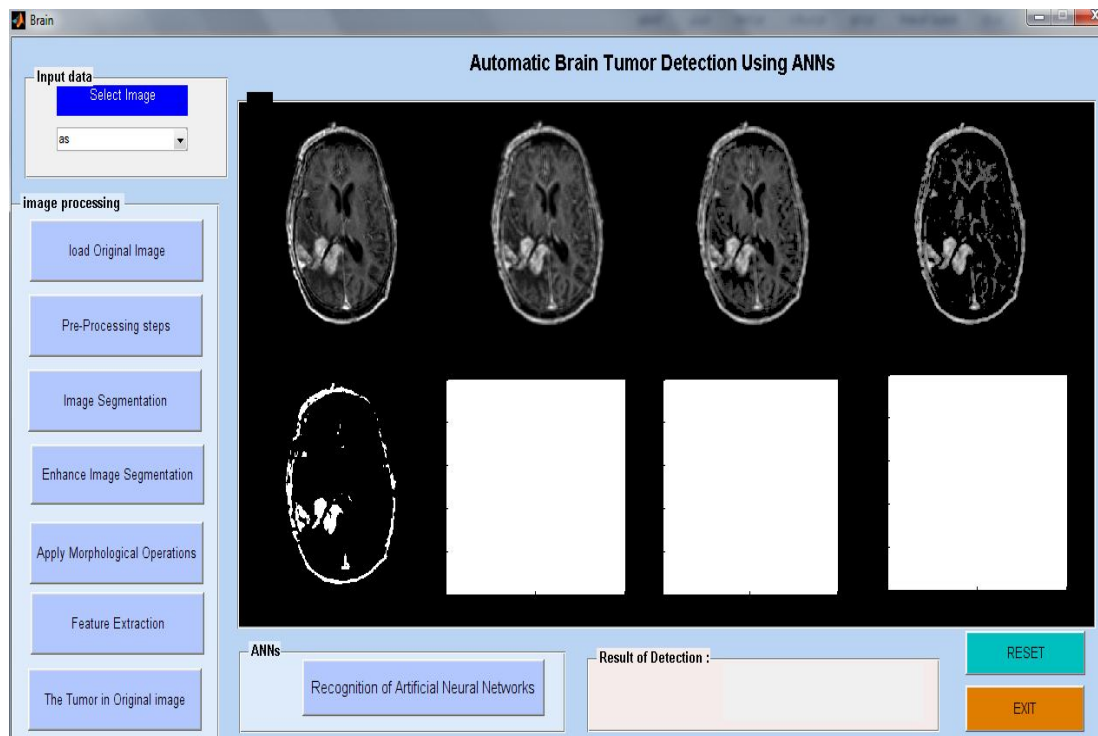 Brain
Automatic Brain Tumor Detection Using ANNs
Input data
Select Image
as
image processing
load Original Image
Pre-Processing steps
Image Segmentation
Enhance Image Segmentation
Apply Morphological Operations
Feature Extraction
The Tumor in Original image
ANNs
Recognition of Artificial Neural Networks
Result of Detection :
RESET
EXIT